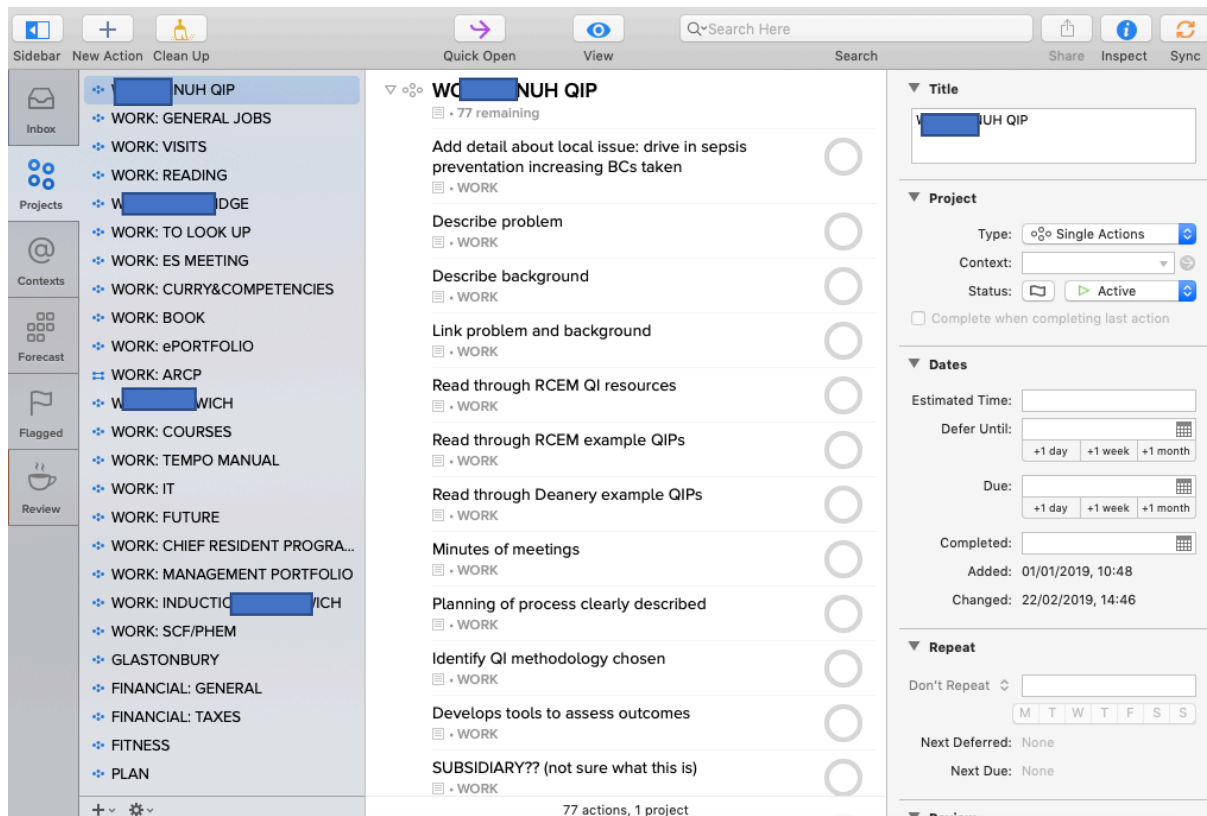 Search Here
Sidebar New Action Clean Up Quick Open View Search Share Inspect Sync
Inbox
Projects
Contexts
Forecast
Flagged
Review
NUH QIP
WORK: GENERAL JOBS
WORK: VISITS
WORK: READING
IDGE
WORK: TO LOOK UP
WORK: ES MEETING
WORK: CURRY&COMPETENCIES
WORK: BOOK
WORK: ePORTFOLIO
WORK: ARCP
WICH
WORK: COURSES
WORK: TEMPO MANUAL
WORK: IT
WORK: FUTURE
WORK: CHIEF RESIDENT PROGRA...
WORK: MANAGEMENT PORTFOLIO
WORK: INDUCTIO ICH
WORK: SCF/PHEM
GLASTONBURY
FINANCIAL: GENERAL
FINANCIAL: TAXES
FITNESS
PLAN
WO NUH QIP
• 77 remaining
Add detail about local issue: drive in sepsis
preventation increasing BCs taken
• WORK
Describe problem
• WORK
Describe background
• WORK
Link problem and background
• WORK
Read through RCEM QI resources
• WORK
Read through RCEM example QIPs
• WORK
Read through Deanery example QIPs
• WORK
Minutes of meetings
• WORK
Planning of process clearly described
• WORK
Identify QI methodology chosen
• WORK
Develops tools to assess outcomes
• WORK
SUBSIDIARY?? (not sure what this is)
• WORK
77 actions, 1 project
Title
NUH QIP
Project
Type: Single Actions
Context:
Status: Active
Complete when completing last action
Dates
Estimated Time:
Defer Until:
+1 day +1 week +1 month
Due:
+1 day +1 week +1 month
Completed:
Added: 01/01/2019, 10:48
Changed: 22/02/2019, 14:46
Repeat
Don't Repeat
M T W T F S S
Next Deferred: None
Next Due: None